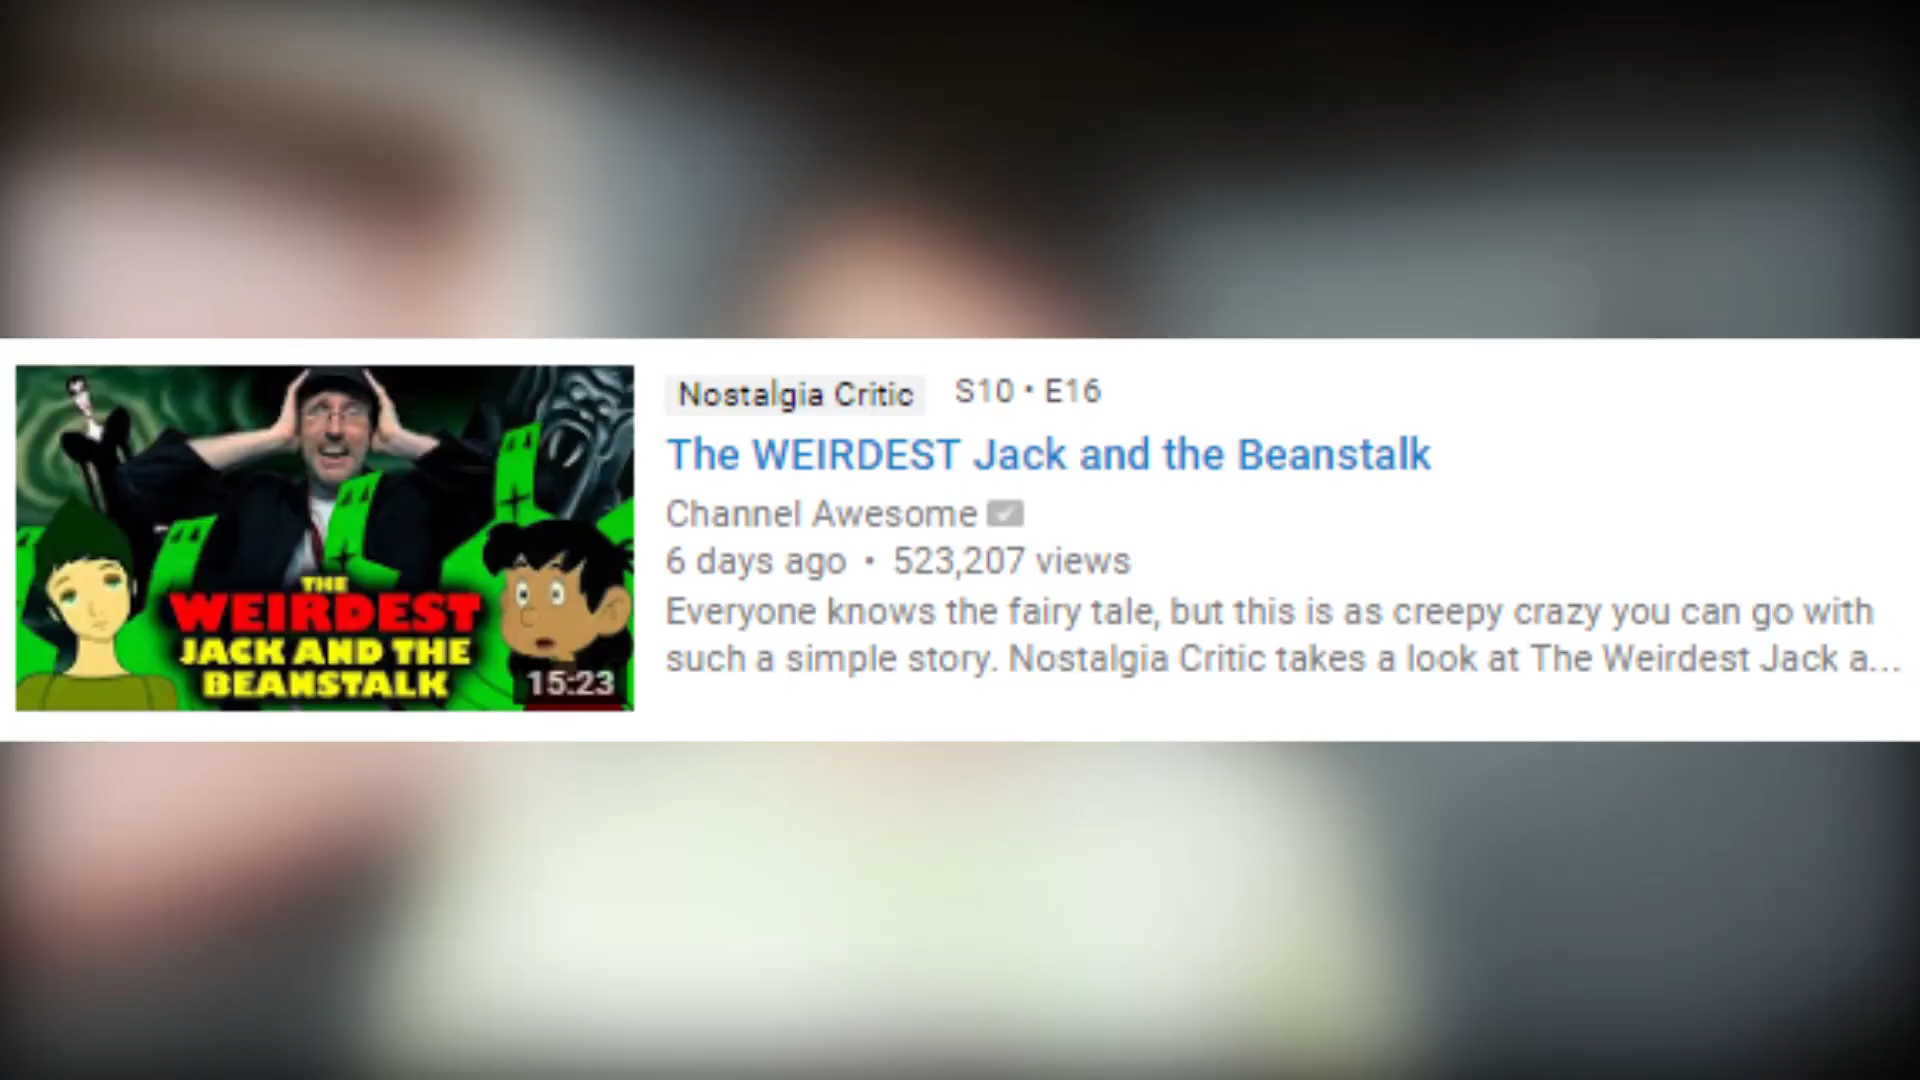 Nostalgia Critic S10 • E16
The WEIRDEST Jack and the Beanstalk
Channel Awesome
6 days ago • 523,207 views
Everyone knows the fairy tale, but this is as creepy crazy you can go with
such a simple story. Nostalgia Critic takes a look at The Weirdest Jack a...
THE
WEIRDEST
JACK AND THE
BEANSTALK
15:23